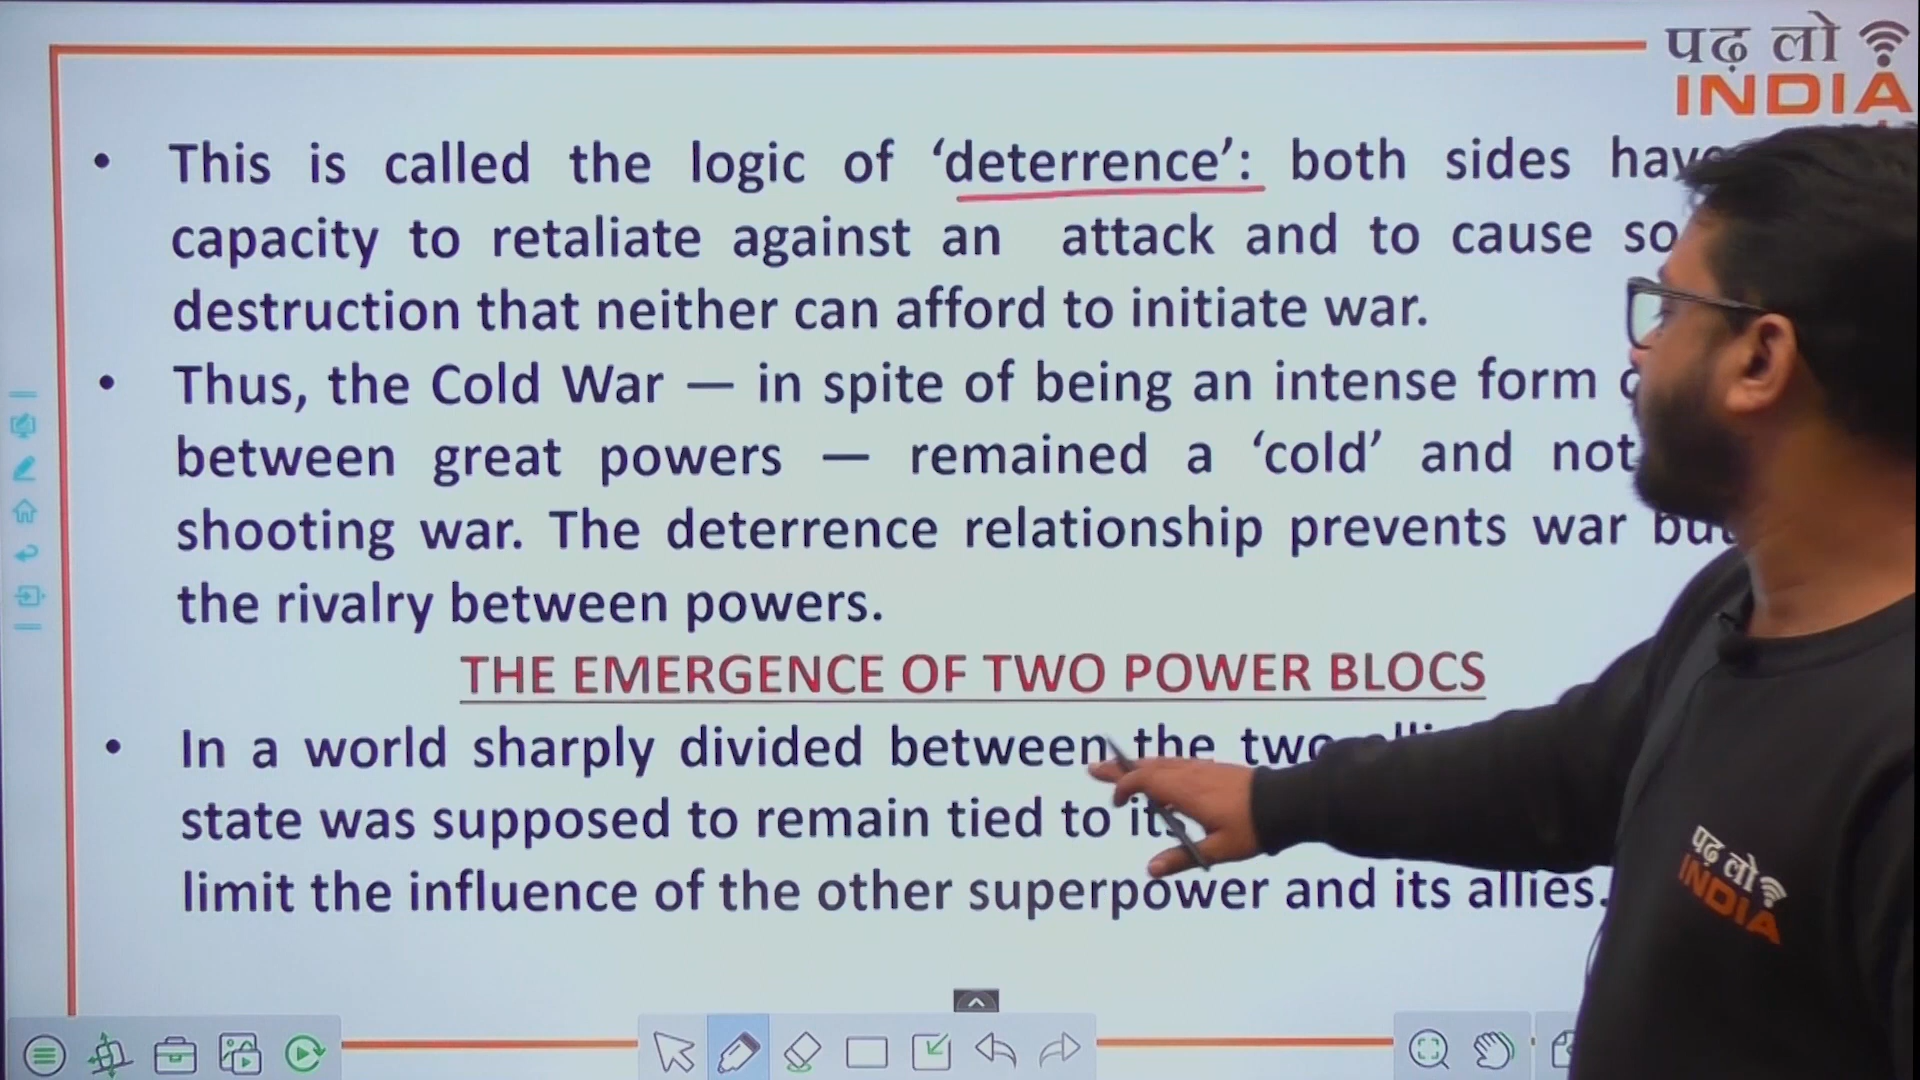 पढ़ लो
INDIA
• This is called the logic of ‘deterrence’: both sides have
capacity to retaliate against an attack and to cause so
destruction that neither can afford to initiate war.
• Thus, the Cold War — in spite of being an intense form
between great powers — remained a ‘cold’ and not
shooting war. The deterrence relationship prevents war but
the rivalry between powers.
THE EMERGENCE OF TWO POWER BLOCS
• In a world sharply divided between the two
state was supposed to remain tied to its
limit the influence of the other superpower and its allies.
पढ़ लो
INDIA